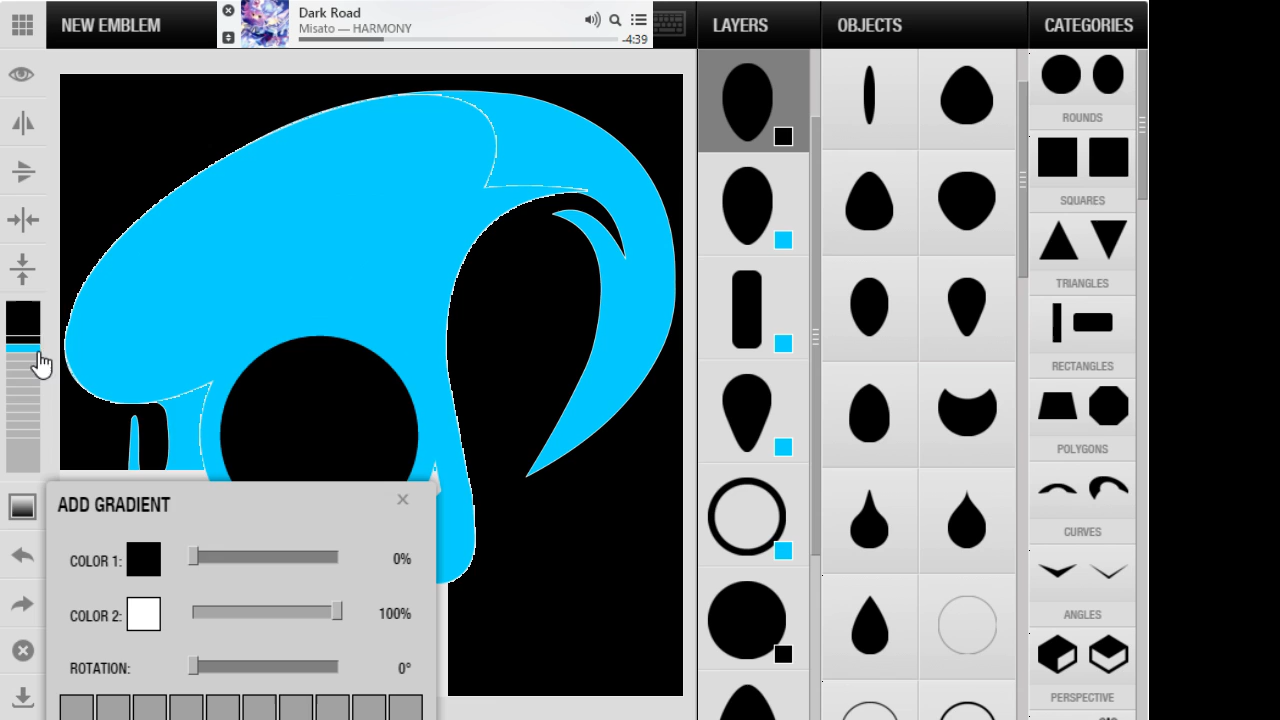 NEW EMBLEM
Dark Road
Misato — HARMONY
-4:39
LAYERS
OBJECTS
CATEGORIES
ROUNDS
SQUARES
TRIANGLES
RECTANGLES
POLYGONS
CURVES
ANGLES
PERSPECTIVE
ADD GRADIENT
COLOR 1: 0%
COLOR 2: 100%
ROTATION: 0°